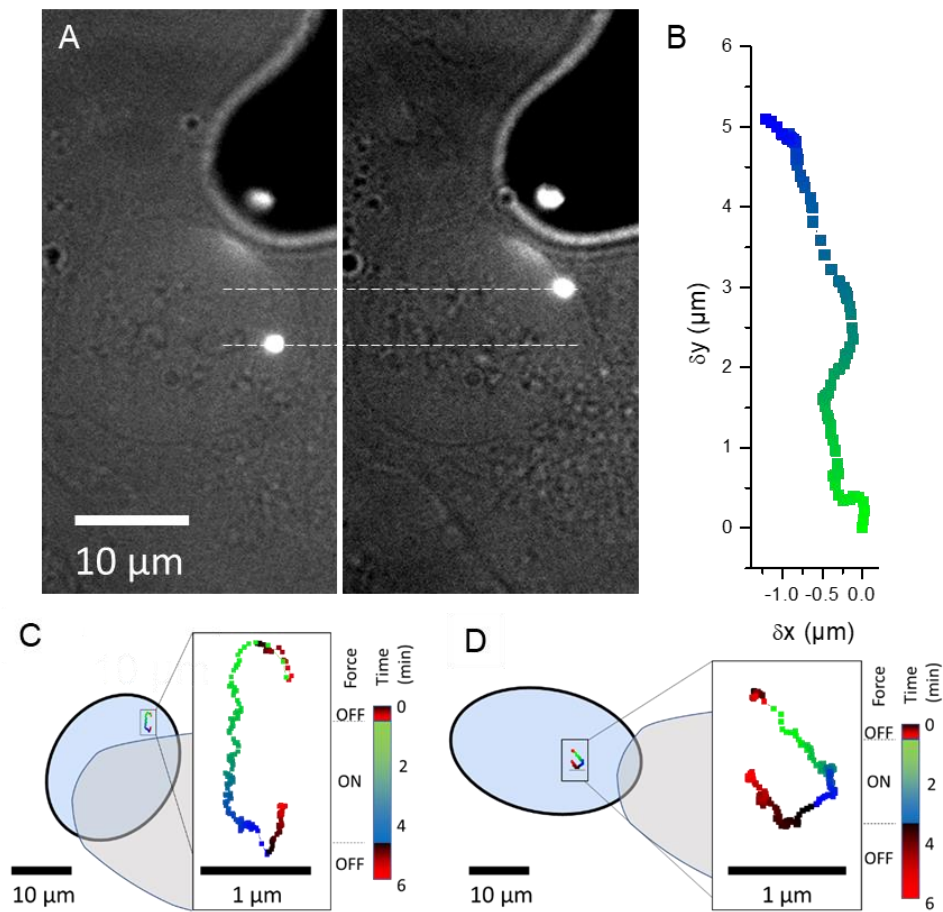 A
B
6
5
4
3
2
1
0
δy (μm)
-1.0 -0.5 0.0
δx (μm)
10 μm
C
Force
Time
(min)
OFF
ON
OFF
0
2
4
6
10 μm
1 μm
D
Force
Time
(min)
OFF
ON
OFF
0
2
4
6
10 μm
1 μm